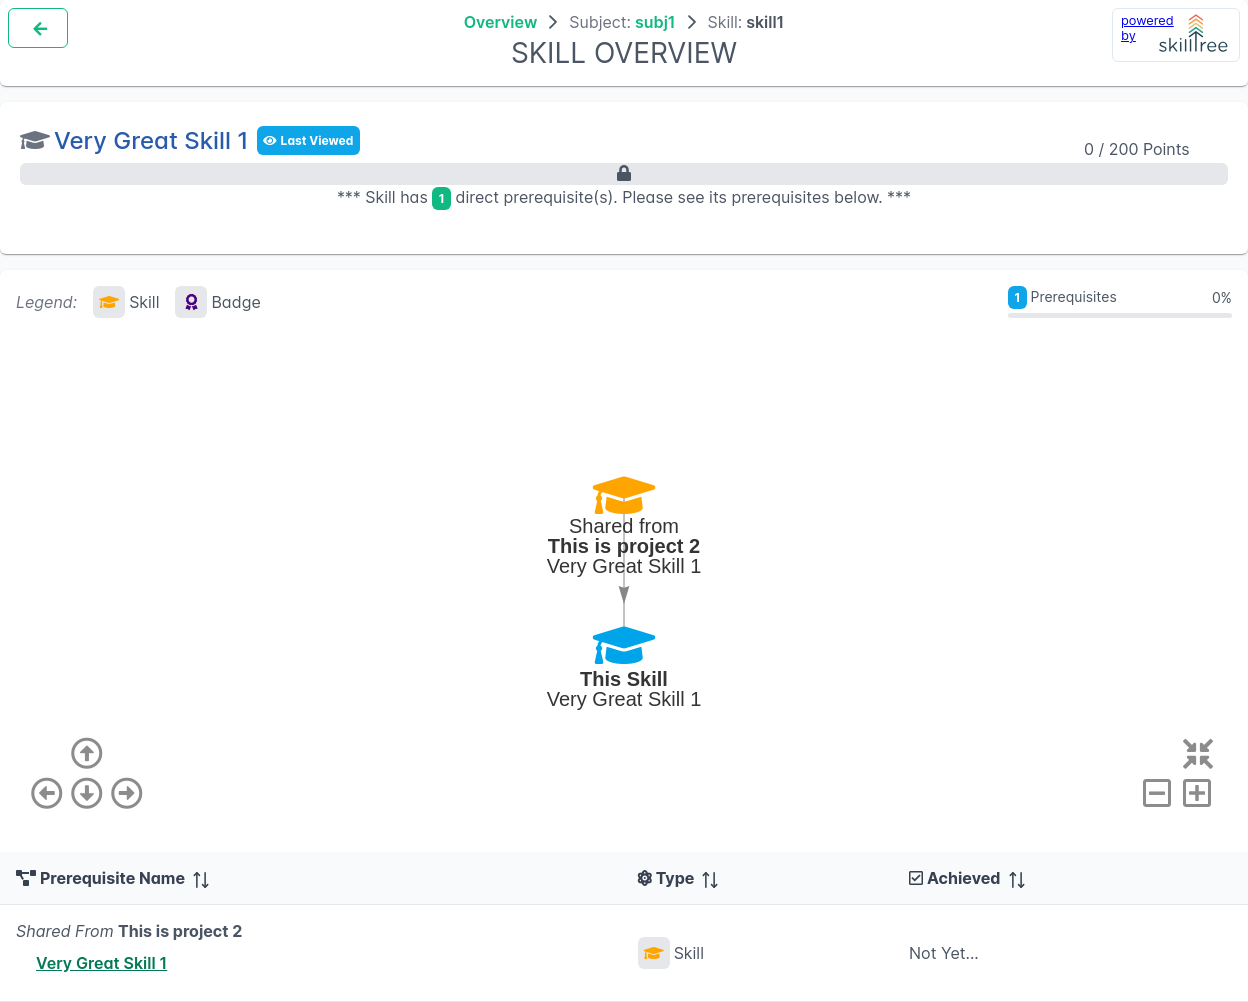 Overview > Subject: subj1 > Skill: skill1
SKILL OVERVIEW
powered
by
skilltree
Very Great Skill 1 Last Viewed
0 / 200 Points
*** Skill has 1 direct prerequisite(s). Please see its prerequisites below. ***
Legend: Skill Badge
1 Prerequisites 0%
Shared from
This is project 2
Very Great Skill 1
This Skill
Very Great Skill 1
Prerequisite Name Type Achieved
Shared From This is project 2
Very Great Skill 1
Skill
Not Yet...